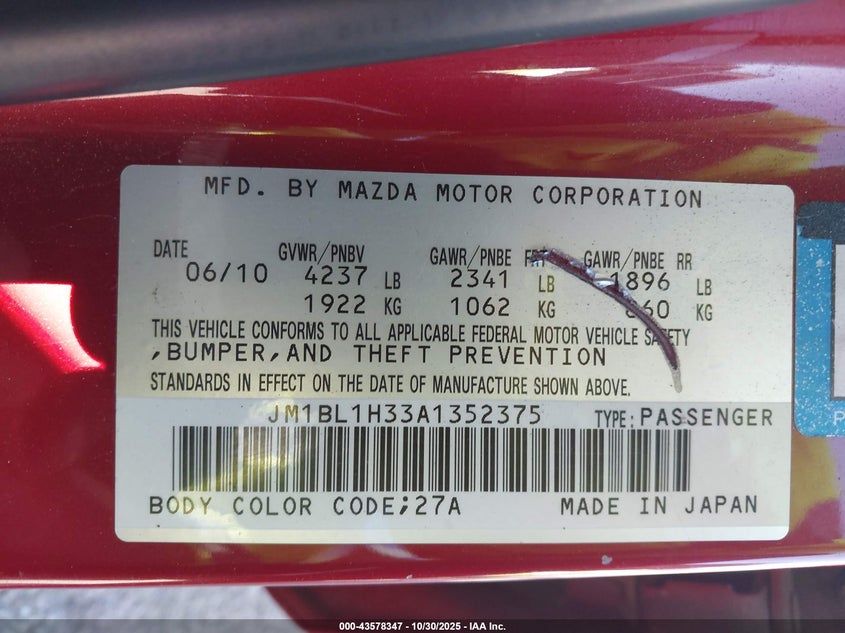 MFD. BY MAZDA MOTOR CORPORATION
DATE GVWR/PNBV GAWR/PNBE FRT GAWR/PNBE RR
06/10 4237 LB 2341 LB 1896 LB
1922 KG 1062 KG 860 KG
THIS VEHICLE CONFORMS TO ALL APPLICABLE FEDERAL MOTOR VEHICLE SAFETY
,BUMPER,AND THEFT PREVENTION
STANDARDS IN EFFECT ON THE DATE OF MANUFACTURE SHOWN ABOVE.
JM1BL1H33A1352375 TYPE: PASSENGER
BODY COLOR CODE;27A MADE IN JAPAN
P
000-43578347 - 10/30/2025 - IAA Inc.